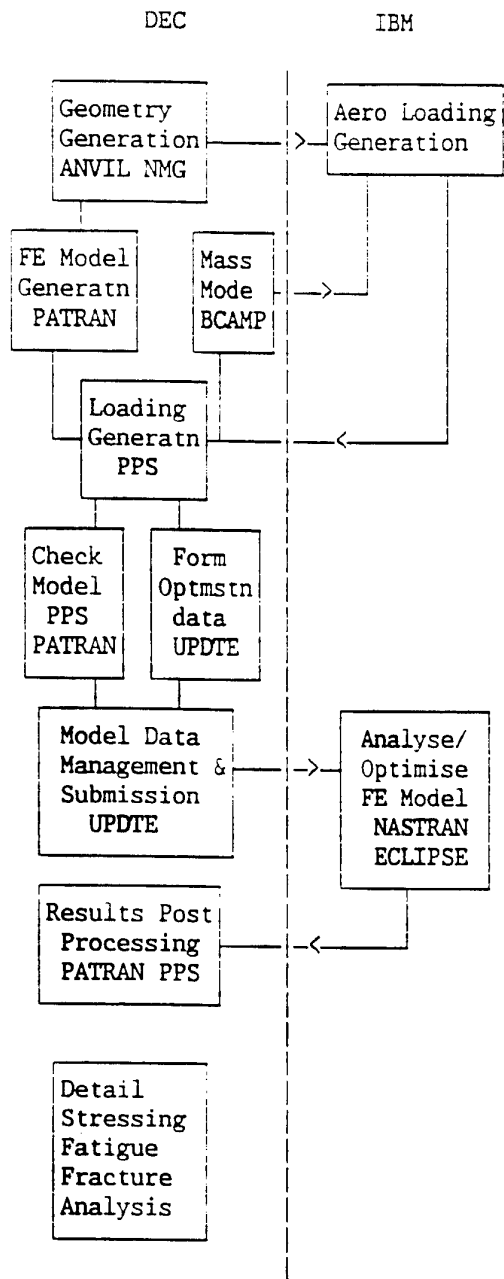 DEC
IBM
Geometry
Generation
ANVIL NMG
Aero Loading
Generation
FE Model
Generatn
PATRAN
Mass
Mode
BCAMP
Loading
Generatn
PPS
Check
Model
PPS
PATRAN
Form
Optmstn
data
UPDTE
Model Data
Management &
Submission
UPDTE
Analyse/
Optimise
FE Model
NASTRAN
ECLIPSE
Results Post
Processing
PATRAN PPS
Detail
Stressing
Fatigue
Fracture
Analysis